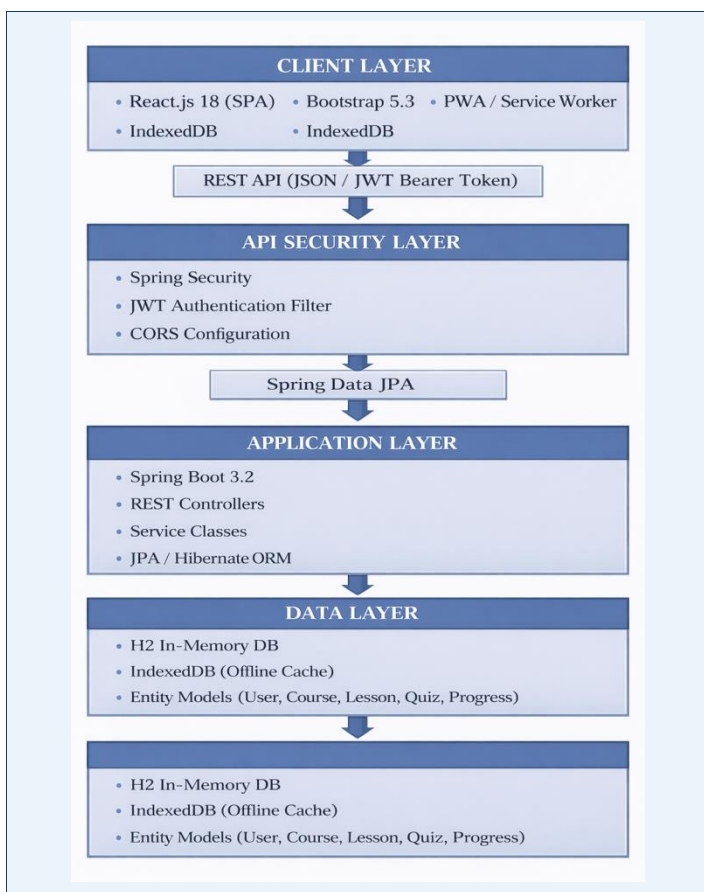 CLIENT LAYER
• React.js 18 (SPA) • Bootstrap 5.3 • PWA / Service Worker
• IndexedDB • IndexedDB
REST API (JSON / JWT Bearer Token)
API SECURITY LAYER
• Spring Security
• JWT Authentication Filter
• CORS Configuration
Spring Data JPA
APPLICATION LAYER
• Spring Boot 3.2
• REST Controllers
• Service Classes
• JPA / Hibernate ORM
DATA LAYER
• H2 In-Memory DB
• IndexedDB (Offline Cache)
• Entity Models (User, Course, Lesson, Quiz, Progress)
• H2 In-Memory DB
• IndexedDB (Offline Cache)
• Entity Models (User, Course, Lesson, Quiz, Progress)